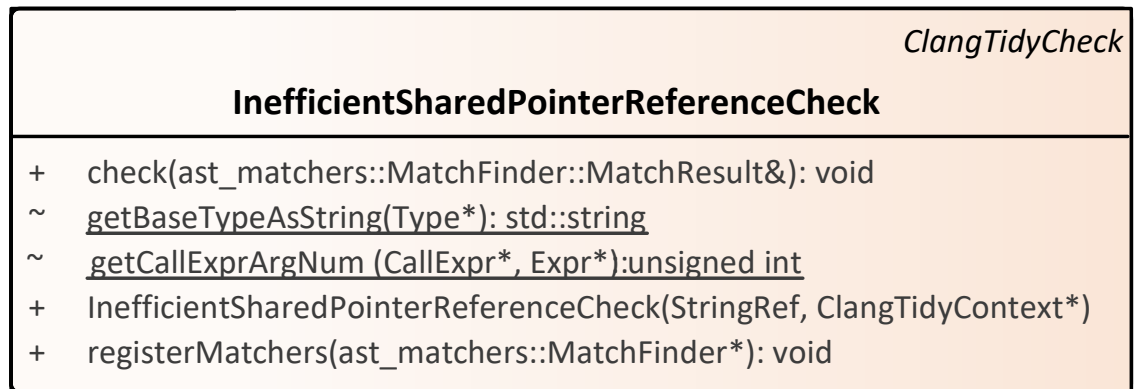 ClangTidyCheck
InefficientSharedPointerReferenceCheck
+ check(ast_matchers::MatchFinder::MatchResult&): void
~ getBaseTypeAsString(Type*): std::string
~ getCallExprArgNum (CallExpr*, Expr*):unsigned int
+ InefficientSharedPointerReferenceCheck(StringRef, ClangTidyContext*)
+ registerMatchers(ast_matchers::MatchFinder*): void